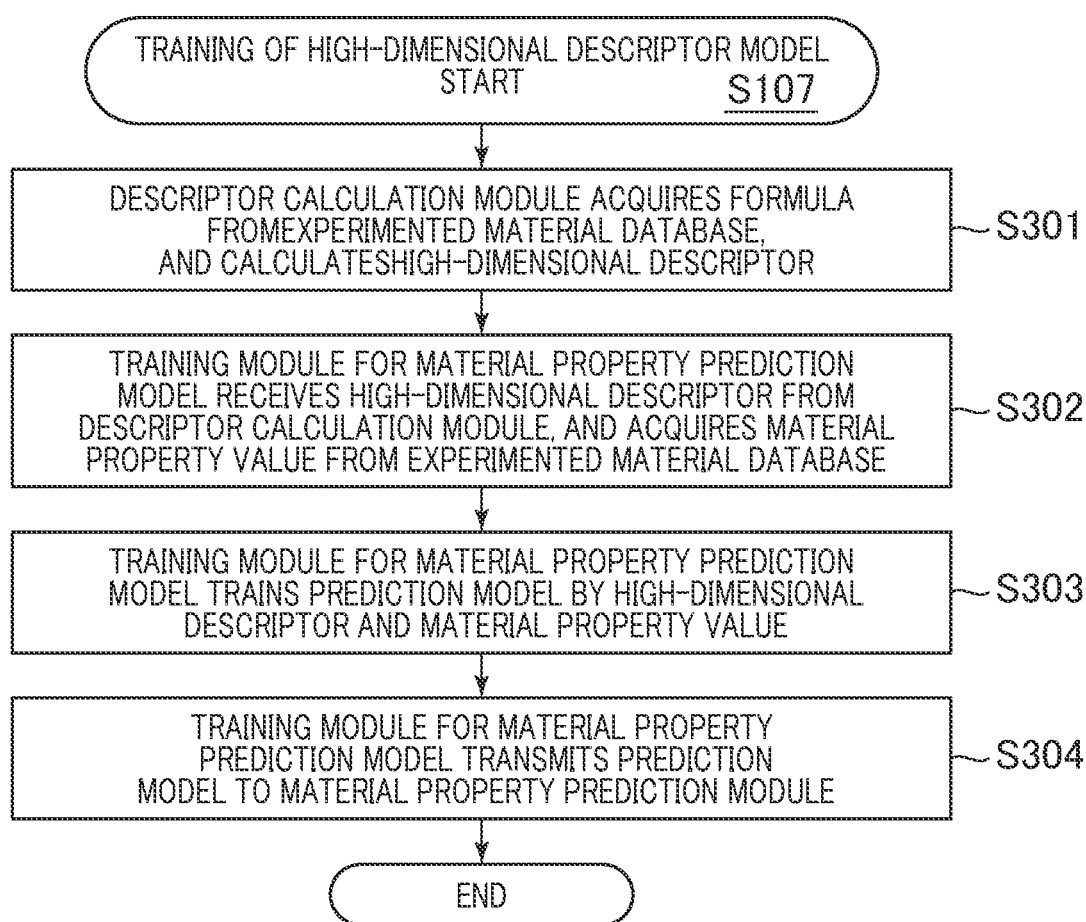 TRAINING OF HIGH-DIMENSIONAL DESCRIPTOR MODEL
START
S107
DESCRIPTOR CALCULATION MODULE ACQUIRES FORMULA
FROMEXPERIMENTED MATERIAL DATABASE,
AND CALCULATESHIGH-DIMENSIONAL DESCRIPTOR
S301
TRAINING MODULE FOR MATERIAL PROPERTY PREDICTION
MODEL RECEIVES HIGH-DIMENSIONAL DESCRIPTOR FROM
DESCRIPTOR CALCULATION MODULE, AND ACQUIRES MATERIAL
PROPERTY VALUE FROM EXPERIMENTED MATERIAL DATABASE
S302
TRAINING MODULE FOR MATERIAL PROPERTY PREDICTION
MODEL TRAINS PREDICTION MODEL BY HIGH-DIMENSIONAL
DESCRIPTOR AND MATERIAL PROPERTY VALUE
S303
TRAINING MODULE FOR MATERIAL PROPERTY
PREDICTION MODEL TRANSMITS PREDICTION
MODEL TO MATERIAL PROPERTY PREDICTION MODULE
S304
END